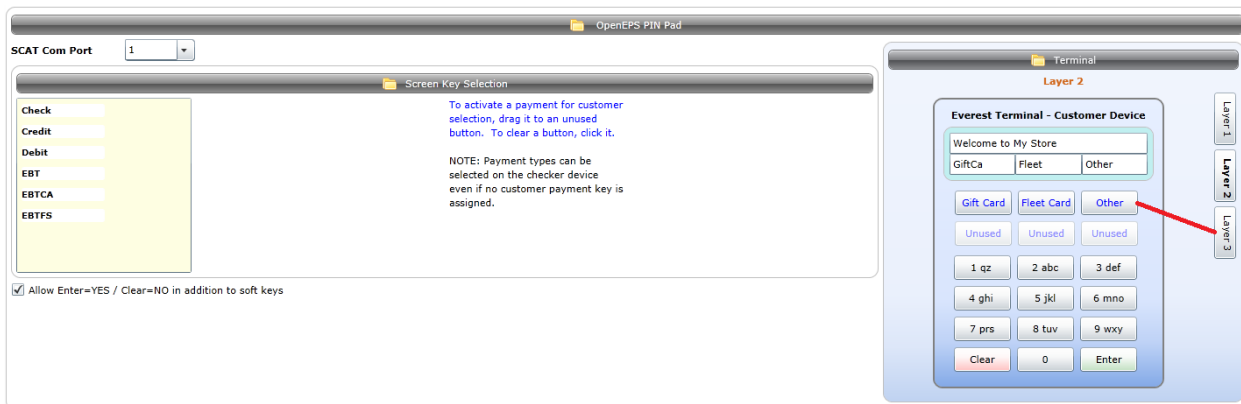 OpenEPS PIN Pad
SCAT Com Port 1
Screen Key Selection
Check
Credit
Debit
EBT
EBTCA
EBTFS
To activate a payment for customer
selection, drag it to an unused
button. To clear a button, click it.
NOTE: Payment types can be
selected on the checker device
even if no customer payment key is
assigned.
Allow Enter=YES / Clear=NO in addition to soft keys
Terminal
Layer 2
Everest Terminal - Customer Device
Welcome to My Store
GiftCa Fleet Other
Gift Card Fleet Card Other
Unused Unused Unused
1 qz 2 abc 3 def
4 ghi 5 jkl 6 mno
7 prs 8 tuv 9 wxy
Clear 0 Enter
Layer 1
Layer 2
Layer 3